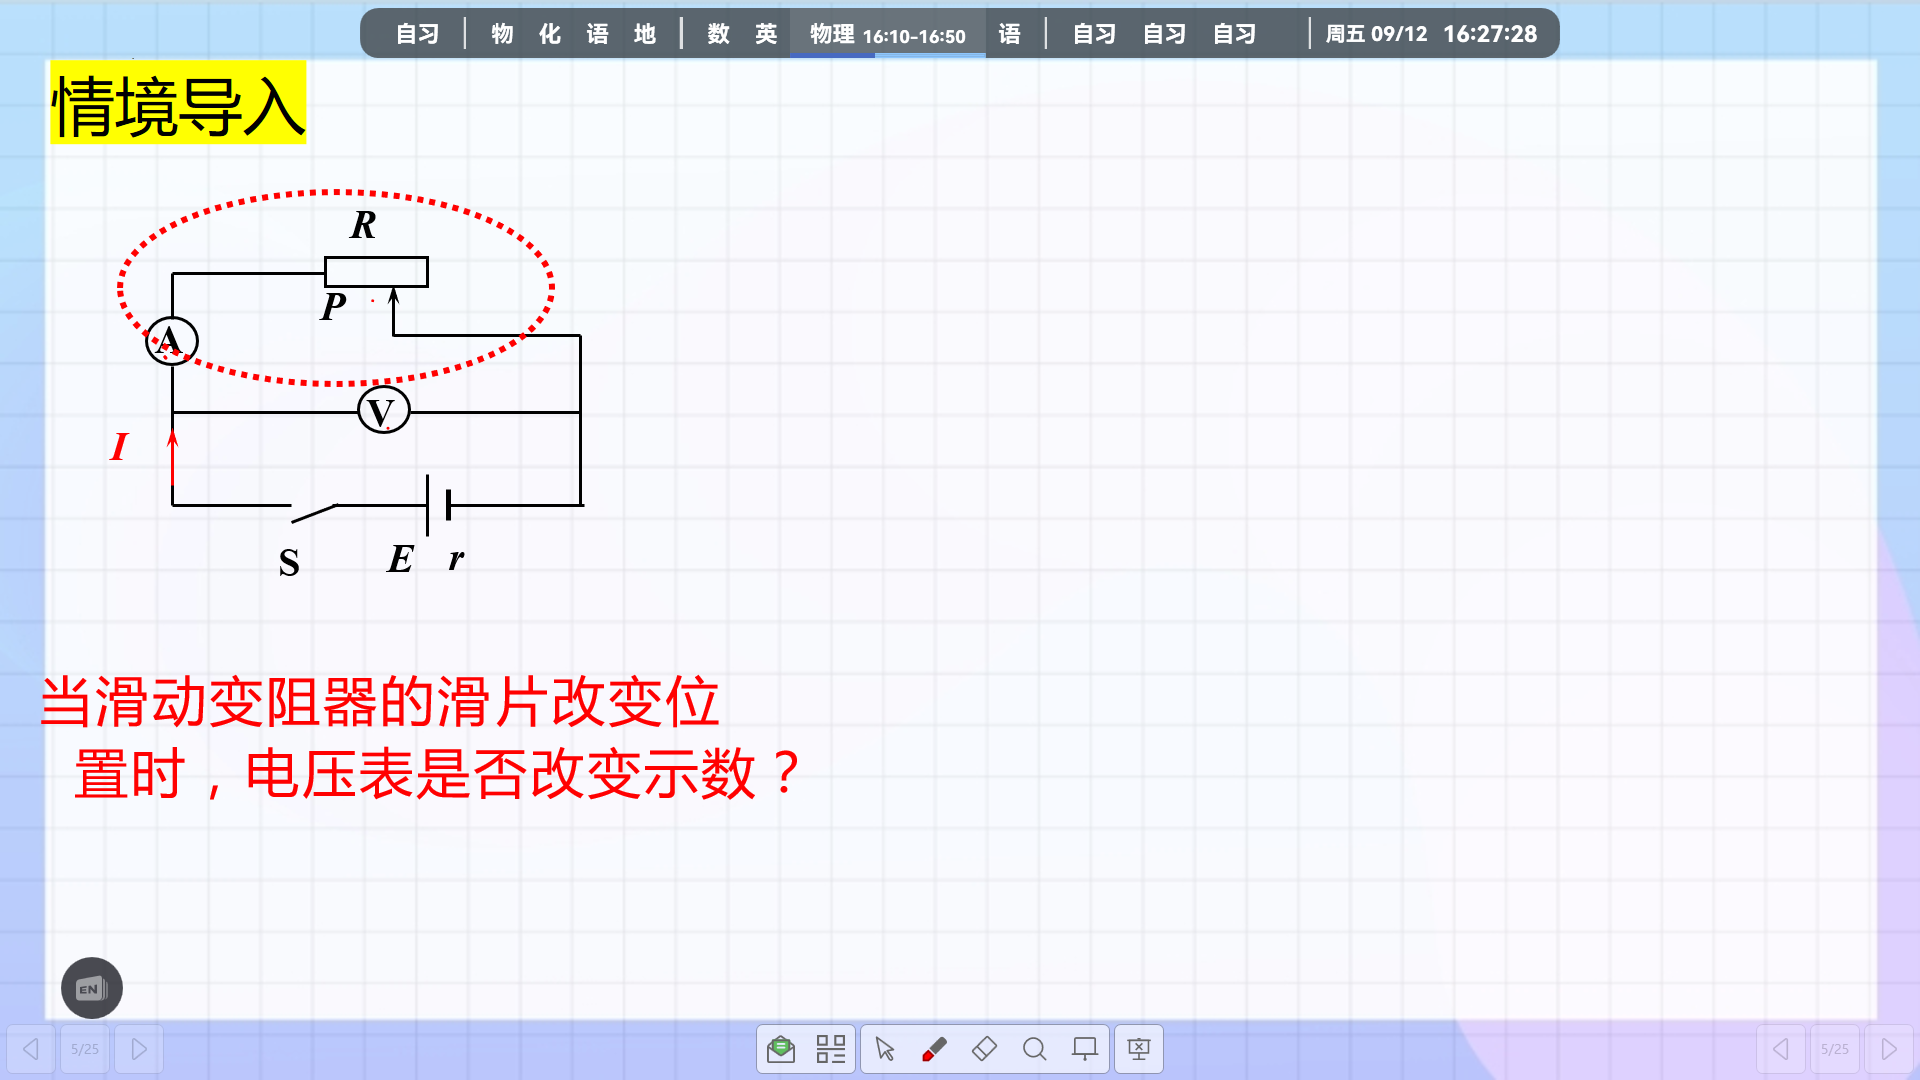 自习 物 化 语 地 数 英 物理 16:10-16:50 语 自习 自习 自习 周五 09/12 16:27:28
情境导入
R
P
A
V
I
S E r
当滑动变阻器的滑片改变位
置时，电压表是否改变示数？
EN
5/25 5/25